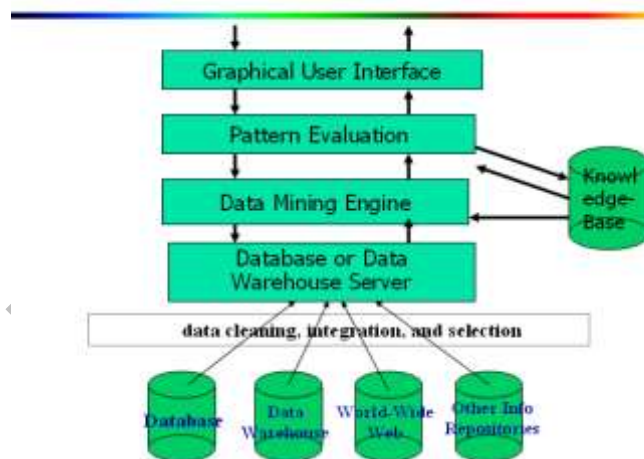 Graphical User Interface
Pattern Evaluation
Knowl
edge-
Base
Data Mining Engine
Database or Data
Warehouse Server
data cleaning, integration, and selection
Database
Data
Warehouse
World-Wide
Web
Other Info
Repositories